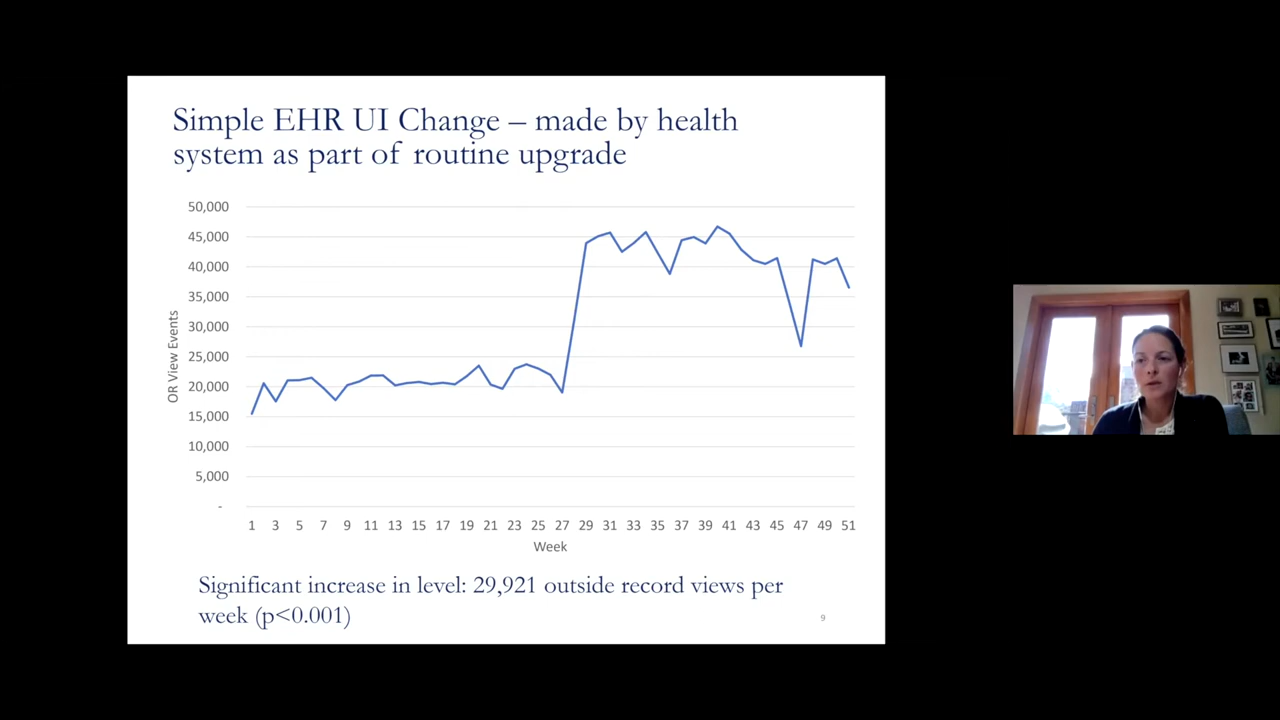 Simple EHR UI Change – made by health
system as part of routine upgrade
50,000
45,000
40,000
35,000
30,000
25,000
20,000
15,000
10,000
5,000
-
OR View Events
1 3 5 7 9 11 13 15 17 19 21 23 25 27 29 31 33 35 37 39 41 43 45 47 49 51
Week
Significant increase in level: 29,921 outside record views per
week (p<0.001)
9